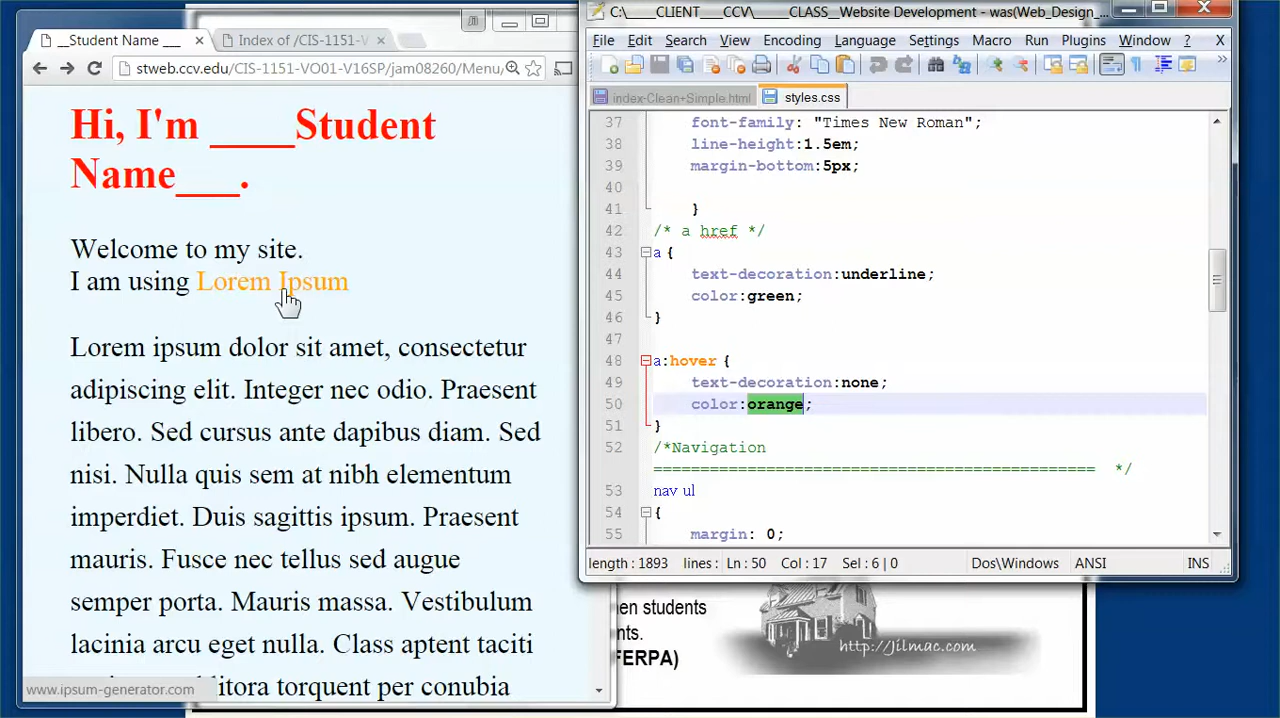 __Student Name ___ × Index of /CIS-1151-V ×
stweb.ccv.edu/CIS-1151-VO01-V16SP/jam08260/Menu/
Hi, I'm ____Student
Name___.
Welcome to my site.
I am using Lorem Ipsum
Lorem ipsum dolor sit amet, consectetur
adipiscing elit. Integer nec odio. Praesent
libero. Sed cursus ante dapibus diam. Sed
nisi. Nulla quis sem at nibh elementum
imperdiet. Duis sagittis ipsum. Praesent
mauris. Fusce nec tellus sed augue
semper porta. Mauris massa. Vestibulum
lacinia arcu eget nulla. Class aptent taciti
litora torquent per conubia
www.ipsum-generator.com
C:\____CLIENT___CCV\_____CLASS__Website Development - was(Web_Design_...
File Edit Search View Encoding Language Settings Macro Run Plugins Window ? X
index-Clean+Simple.html styles.css
37 font-family: "Times New Roman";
38 line-height:1.5em;
39 margin-bottom:5px;
40
41 }
42 /* a href */
43 a {
44 text-decoration:underline;
45 color:green;
46 }
47
48 a:hover {
49 text-decoration:none;
50 color:orange;
51 }
52 /*Navigation
============================================== */
53 nav ul
54 {
55 margin: 0;
length : 1893 lines : Ln : 50 Col : 17 Sel : 6 | 0 Dos\Windows ANSI INS
en students
nts.
(FERPA)
http://jilmac.com